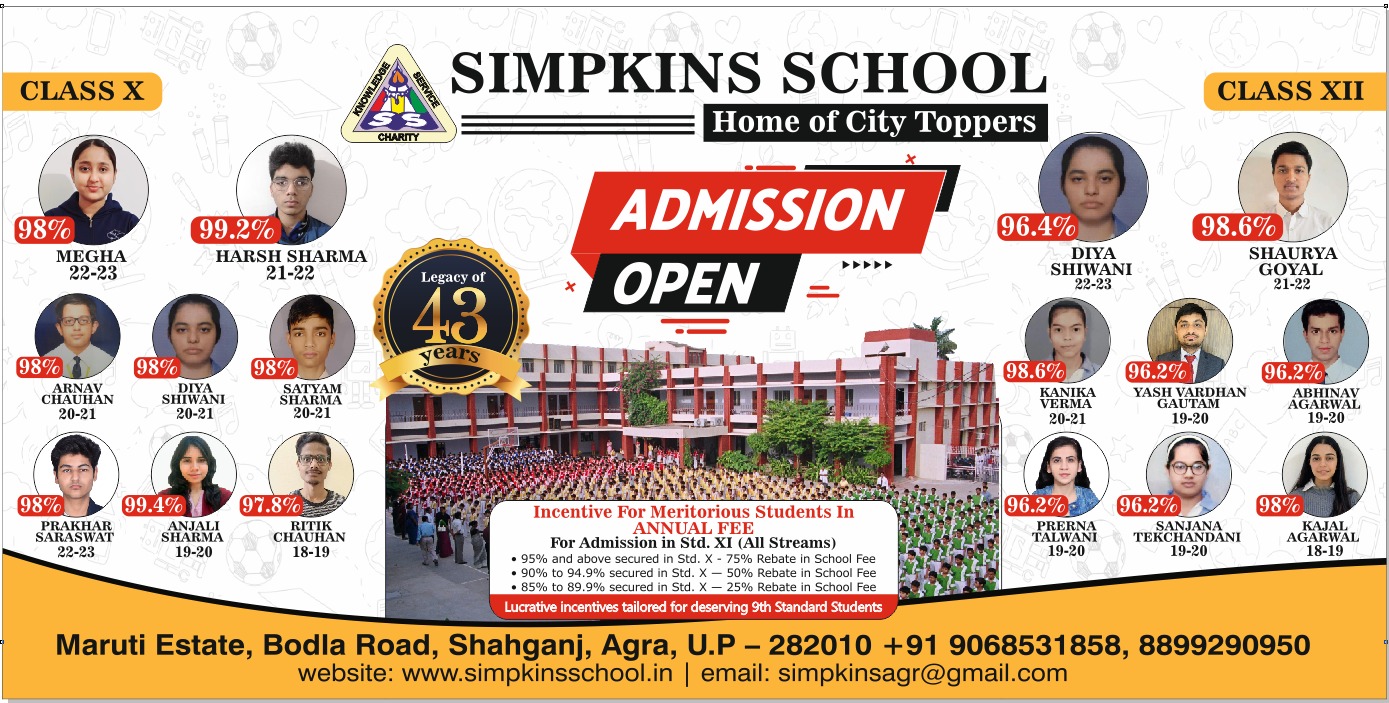 CLASS X
KNOWLEDGE
SERVICE
SS
CHARITY
SIMPKINS SCHOOL
Home of City Toppers
CLASS XII
98%
MEGHA
22-23
99.2%
HARSH SHARMA
21-22
98%
ARNAV
CHAUHAN
20-21
98%
DIYA
SHIWANI
20-21
98%
SATYAM
SHARMA
20-21
98%
PRAKHAR
SARASWAT
22-23
99.4%
ANJALI
SHARMA
19-20
97.8%
RITIK
CHAUHAN
18-19
Legacy of
43
years
ADMISSION
OPEN
96.4%
DIYA
SHIWANI
22-23
98.6%
SHAURYA
GOYAL
21-22
98.6%
KANIKA
VERMA
20-21
96.2%
YASH VARDHAN
GAUTAM
19-20
96.2%
ABHINAV
AGARWAL
19-20
96.2%
PRERNA
TALWANI
19-20
96.2%
SANJANA
TEKCHANDANI
19-20
98%
KAJAL
AGARWAL
18-19
Incentive For Meritorious Students In
ANNUAL FEE
For Admission in Std. XI (All Streams)
• 95% and above secured in Std. X - 75% Rebate in School Fee
• 90% to 94.9% secured in Std. X — 50% Rebate in School Fee
• 85% to 89.9% secured in Std. X — 25% Rebate in School Fee
Lucrative incentives tailored for deserving 9th Standard Students
Maruti Estate, Bodla Road, Shahganj, Agra, U.P – 282010 +91 9068531858, 8899290950
website: www.simpkinsschool.in | email: simpkinsagr@gmail.com